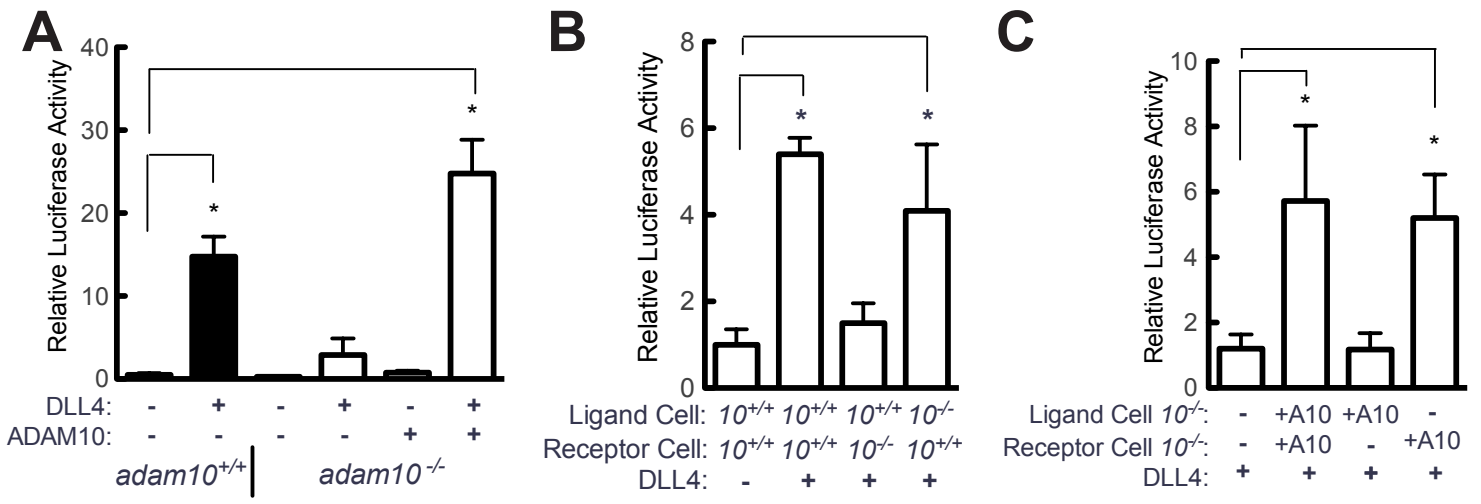 A
Relative Luciferase Activity
40
30
20
10
0
*
*
DLL4: - + - + - +
ADAM10: - - - - + +
adam10+/+ adam10-/-
B
Relative Luciferase Activity
8
6
4
2
0
*
*
Ligand Cell: 10+/+ 10+/+ 10+/+ 10-/-
Receptor Cell: 10+/+ 10+/+ 10-/- 10+/+
DLL4: - + + +
C
Relative Luciferase Activity
10
8
6
4
2
0
*
*
Ligand Cell 10-/-: - +A10 +A10 -
Receptor Cell 10-/-: - +A10 - +A10
DLL4: + + + +